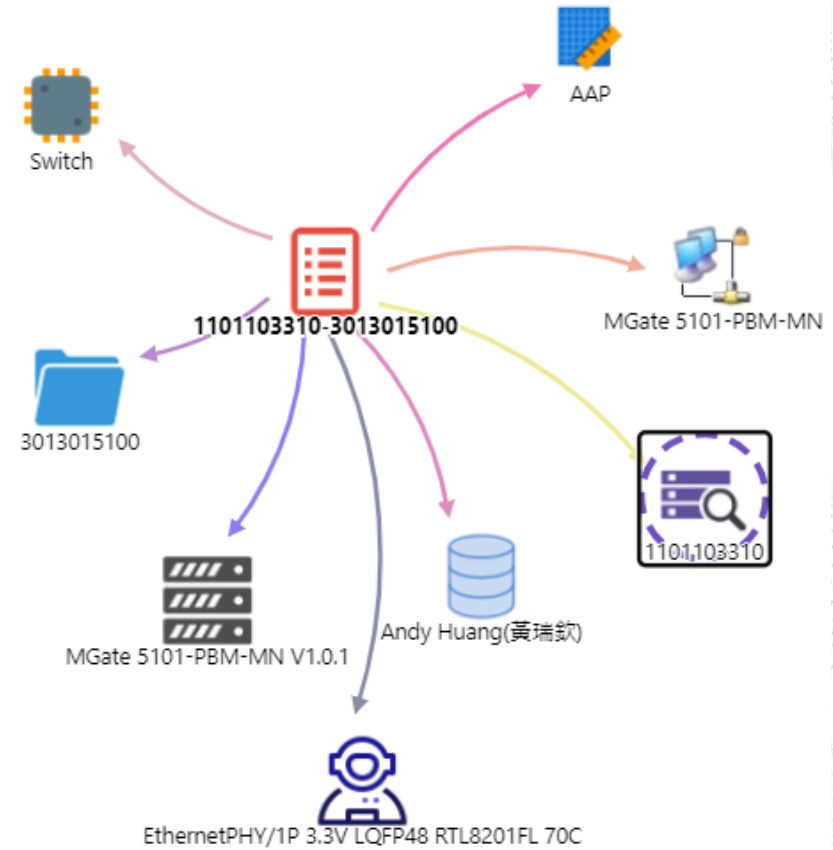 AAP
Switch
MGate 5101-PBM-MN
1101103310-3013015100
3013015100
1101103310
Andy Huang(黃瑞欽)
MGate 5101-PBM-MN V1.0.1
EthernetPHY/1P 3.3V LQFP48 RTL8201FL 70C